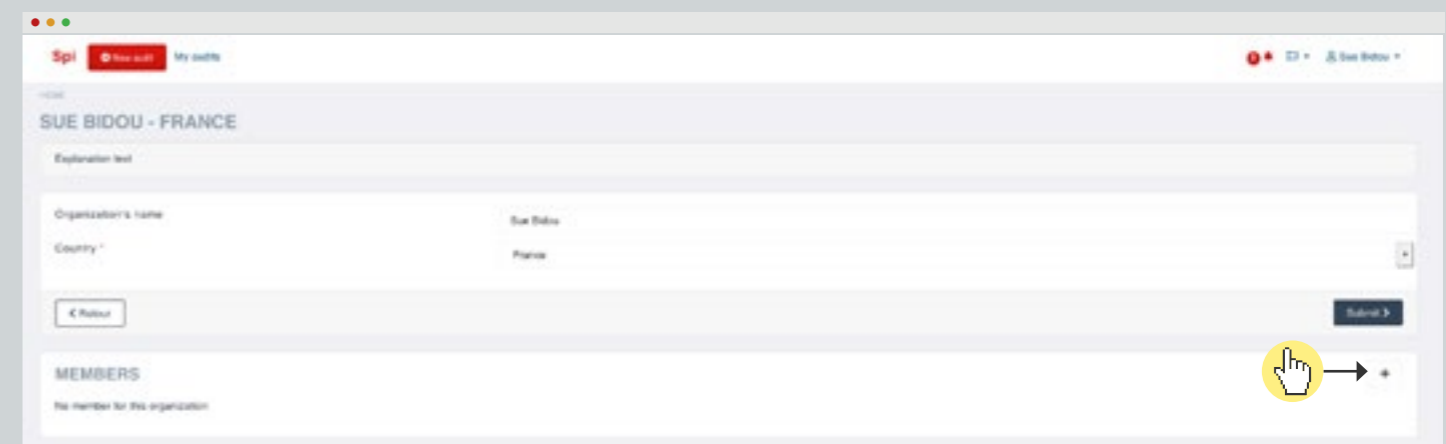 Spi New audit My audits Sue Bidou
HOME
SUE BIDOU - FRANCE
Explanation text
Organization's name Sue Bidou
Country * France
Retour Submit
MEMBERS +
No member for this organization